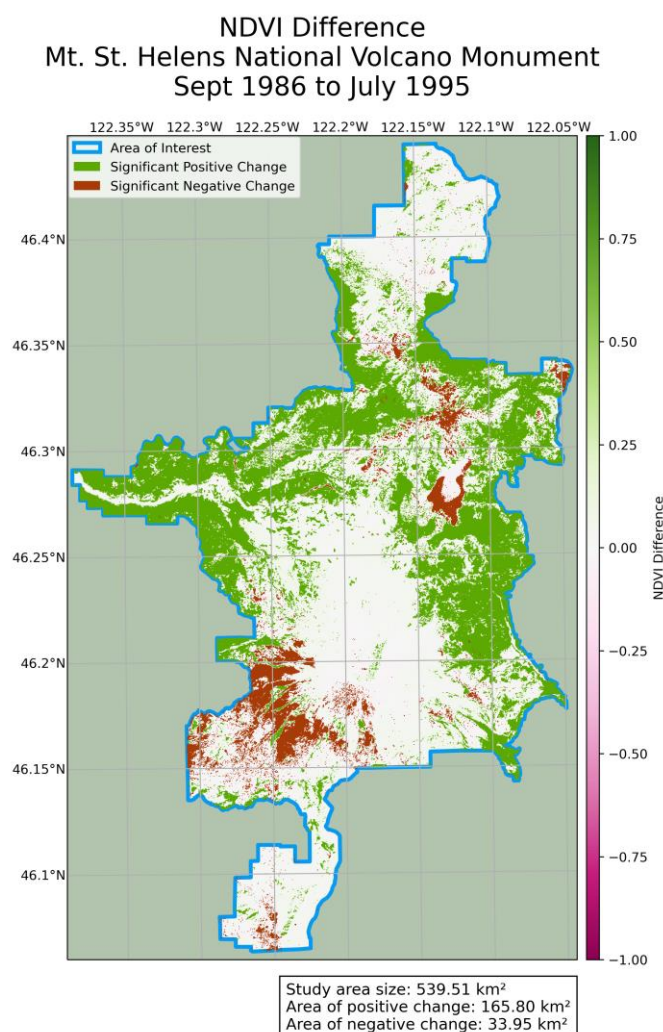 NDVI Difference
Mt. St. Helens National Volcano Monument
Sept 1986 to July 1995
122.35°W 122.3°W 122.25°W 122.2°W 122.15°W 122.1°W 122.05°W
Area of Interest
Significant Positive Change
Significant Negative Change
46.4°N
46.35°N
46.3°N
46.25°N
46.2°N
46.15°N
46.1°N
1.00
0.75
0.50
0.25
0.00
−0.25
−0.50
−0.75
−1.00
NDVI Difference
Study area size: 539.51 km²
Area of positive change: 165.80 km²
Area of negative change: 33.95 km²